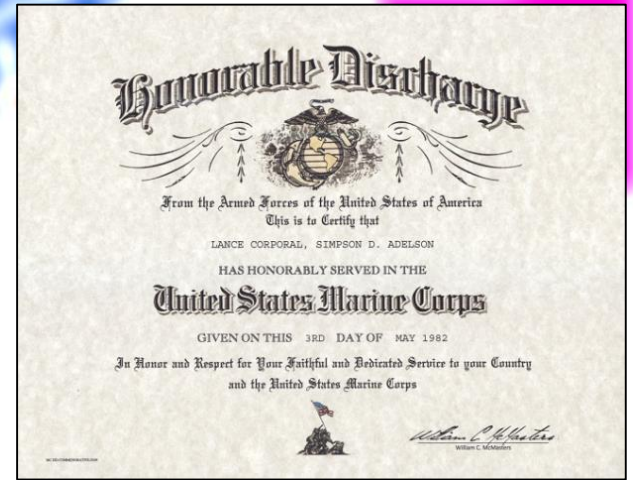 Honorable Discharge
From the Armed Forces of the United States of America
This is to Certify that
LANCE CORPORAL, SIMPSON D. ADELSON
HAS HONORABLY SERVED IN THE
United States Marine Corps
GIVEN ON THIS 3RD DAY OF MAY 1982
In Honor and Respect for Your Faithful and Dedicated Service to your Country
and the United States Marine Corps
William C McMasters
William C. McMasters